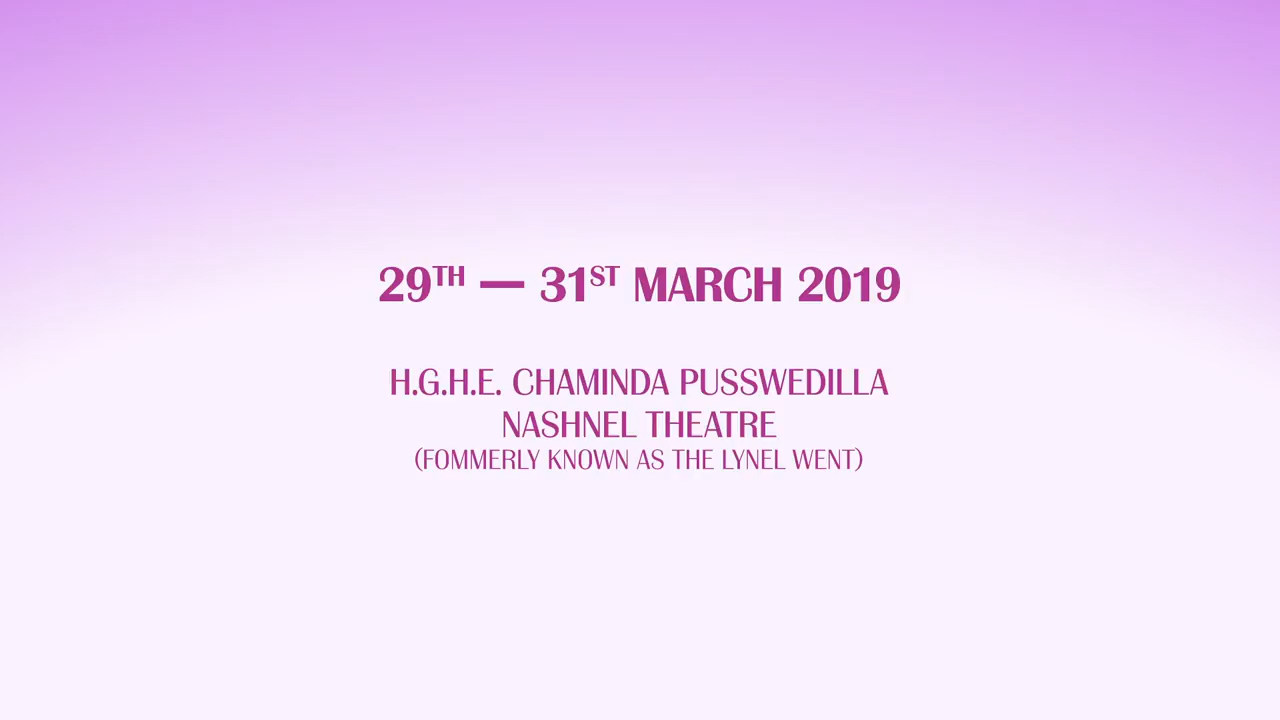 29TH — 31ST MARCH 2019
H.G.H.E. CHAMINDA PUSSWEDILLA
NASHNEL THEATRE
(FOMMERLY KNOWN AS THE LYNEL WENT)